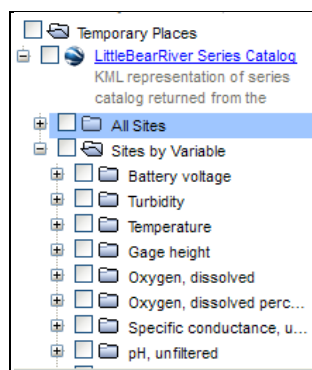 Temporary Places
LittleBearRiver Series Catalog
KML representation of series
catalog returned from the
All Sites
Sites by Variable
Battery voltage
Turbidity
Temperature
Gage height
Oxygen, dissolved
Oxygen, dissolved perc...
Specific conductance, u...
pH, unfiltered